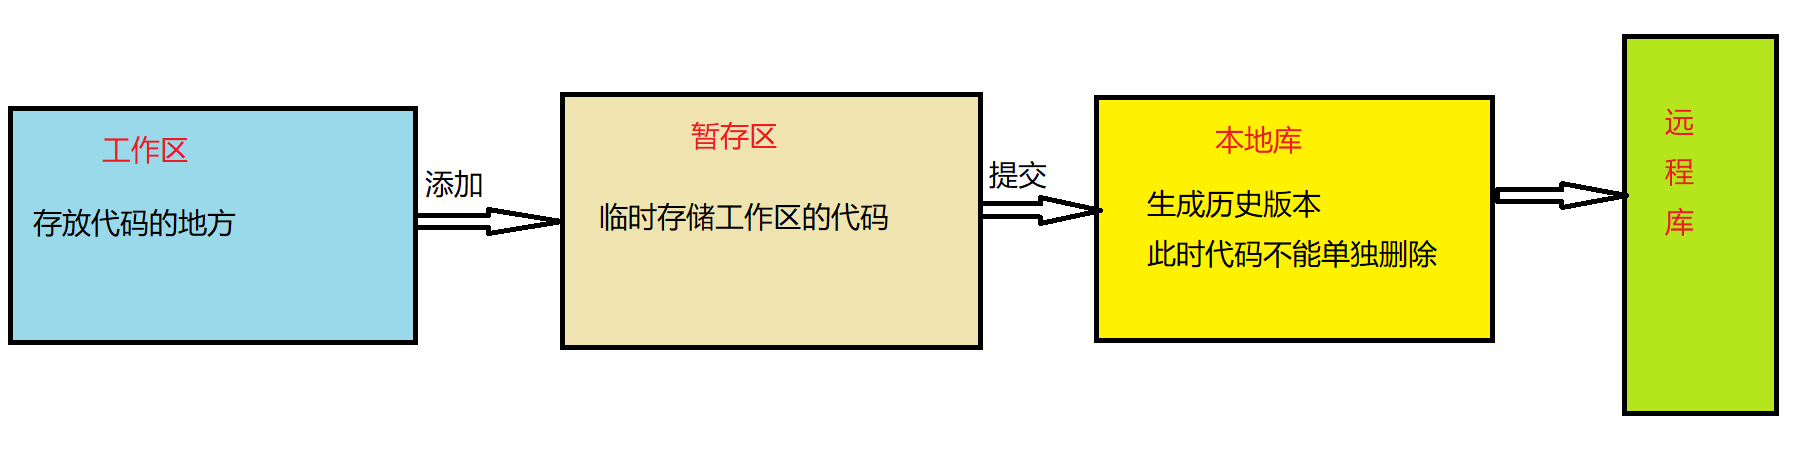 工作区
存放代码的地方
添加
暂存区
临时存储工作区的代码
提交
本地库
生成历史版本
此时代码不能单独删除
远
程
库